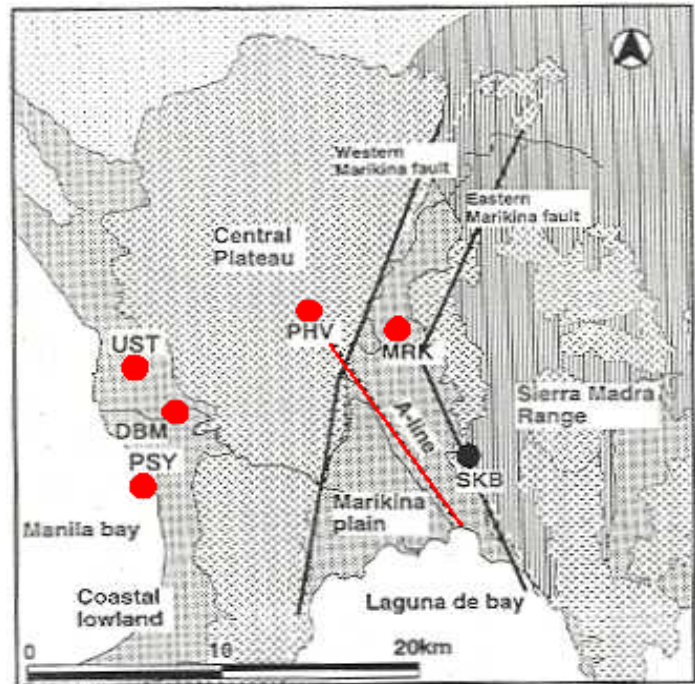 Western
Marikina fault
Eastern
Marikina fault
Central
Plateau
PHV
MRK
UST
DBM
A-line
Sierra Madra
Range
PSY
SKB
Manila bay
Marikina
plain
Coastal
lowland
Laguna de bay
0
10
20km